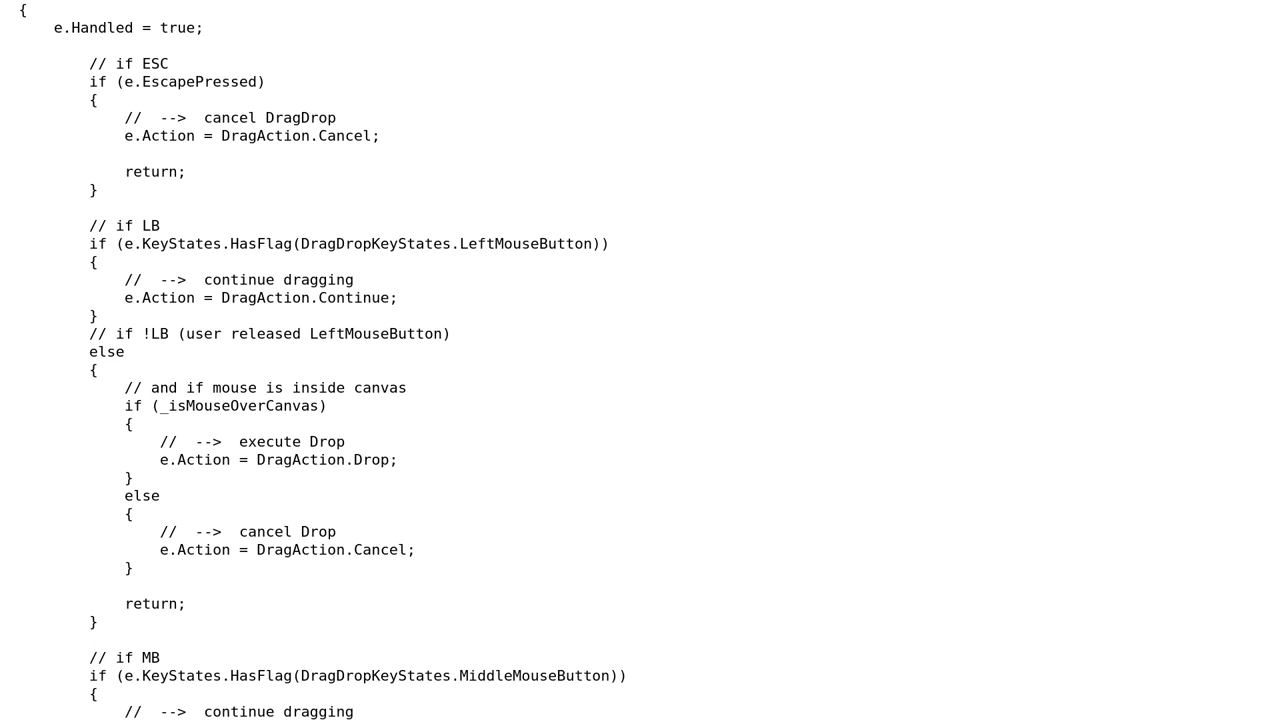 {
    e.Handled = true;

        // if ESC
        if (e.EscapePressed)
        {
            //  -->  cancel DragDrop
            e.Action = DragAction.Cancel;

            return;
        }

        // if LB
        if (e.KeyStates.HasFlag(DragDropKeyStates.LeftMouseButton))
        {
            //  -->  continue dragging
            e.Action = DragAction.Continue;
        }
        // if !LB (user released LeftMouseButton)
        else
        {
            // and if mouse is inside canvas
            if (_isMouseOverCanvas)
            {
                //  -->  execute Drop
                e.Action = DragAction.Drop;
            }
            else
            {
                //  -->  cancel Drop
                e.Action = DragAction.Cancel;
            }

            return;
        }

        // if MB
        if (e.KeyStates.HasFlag(DragDropKeyStates.MiddleMouseButton))
        {
            //  -->  continue dragging